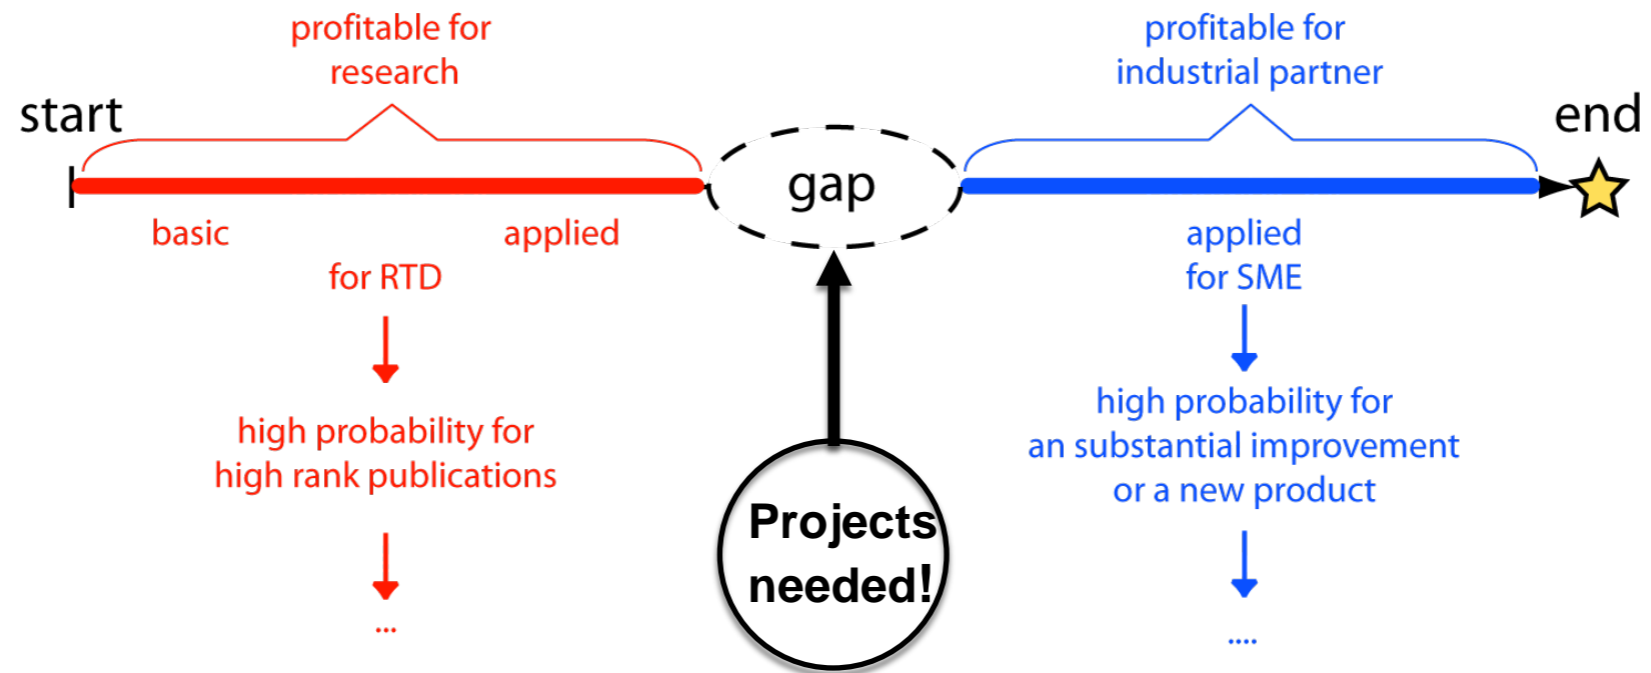 profitable for
research
profitable for
industrial partner
start
end
gap
basic
applied
for RTD
applied
for SME
high probability for
high rank publications
high probability for
an substantial improvement
or a new product
Projects
needed!
...
....